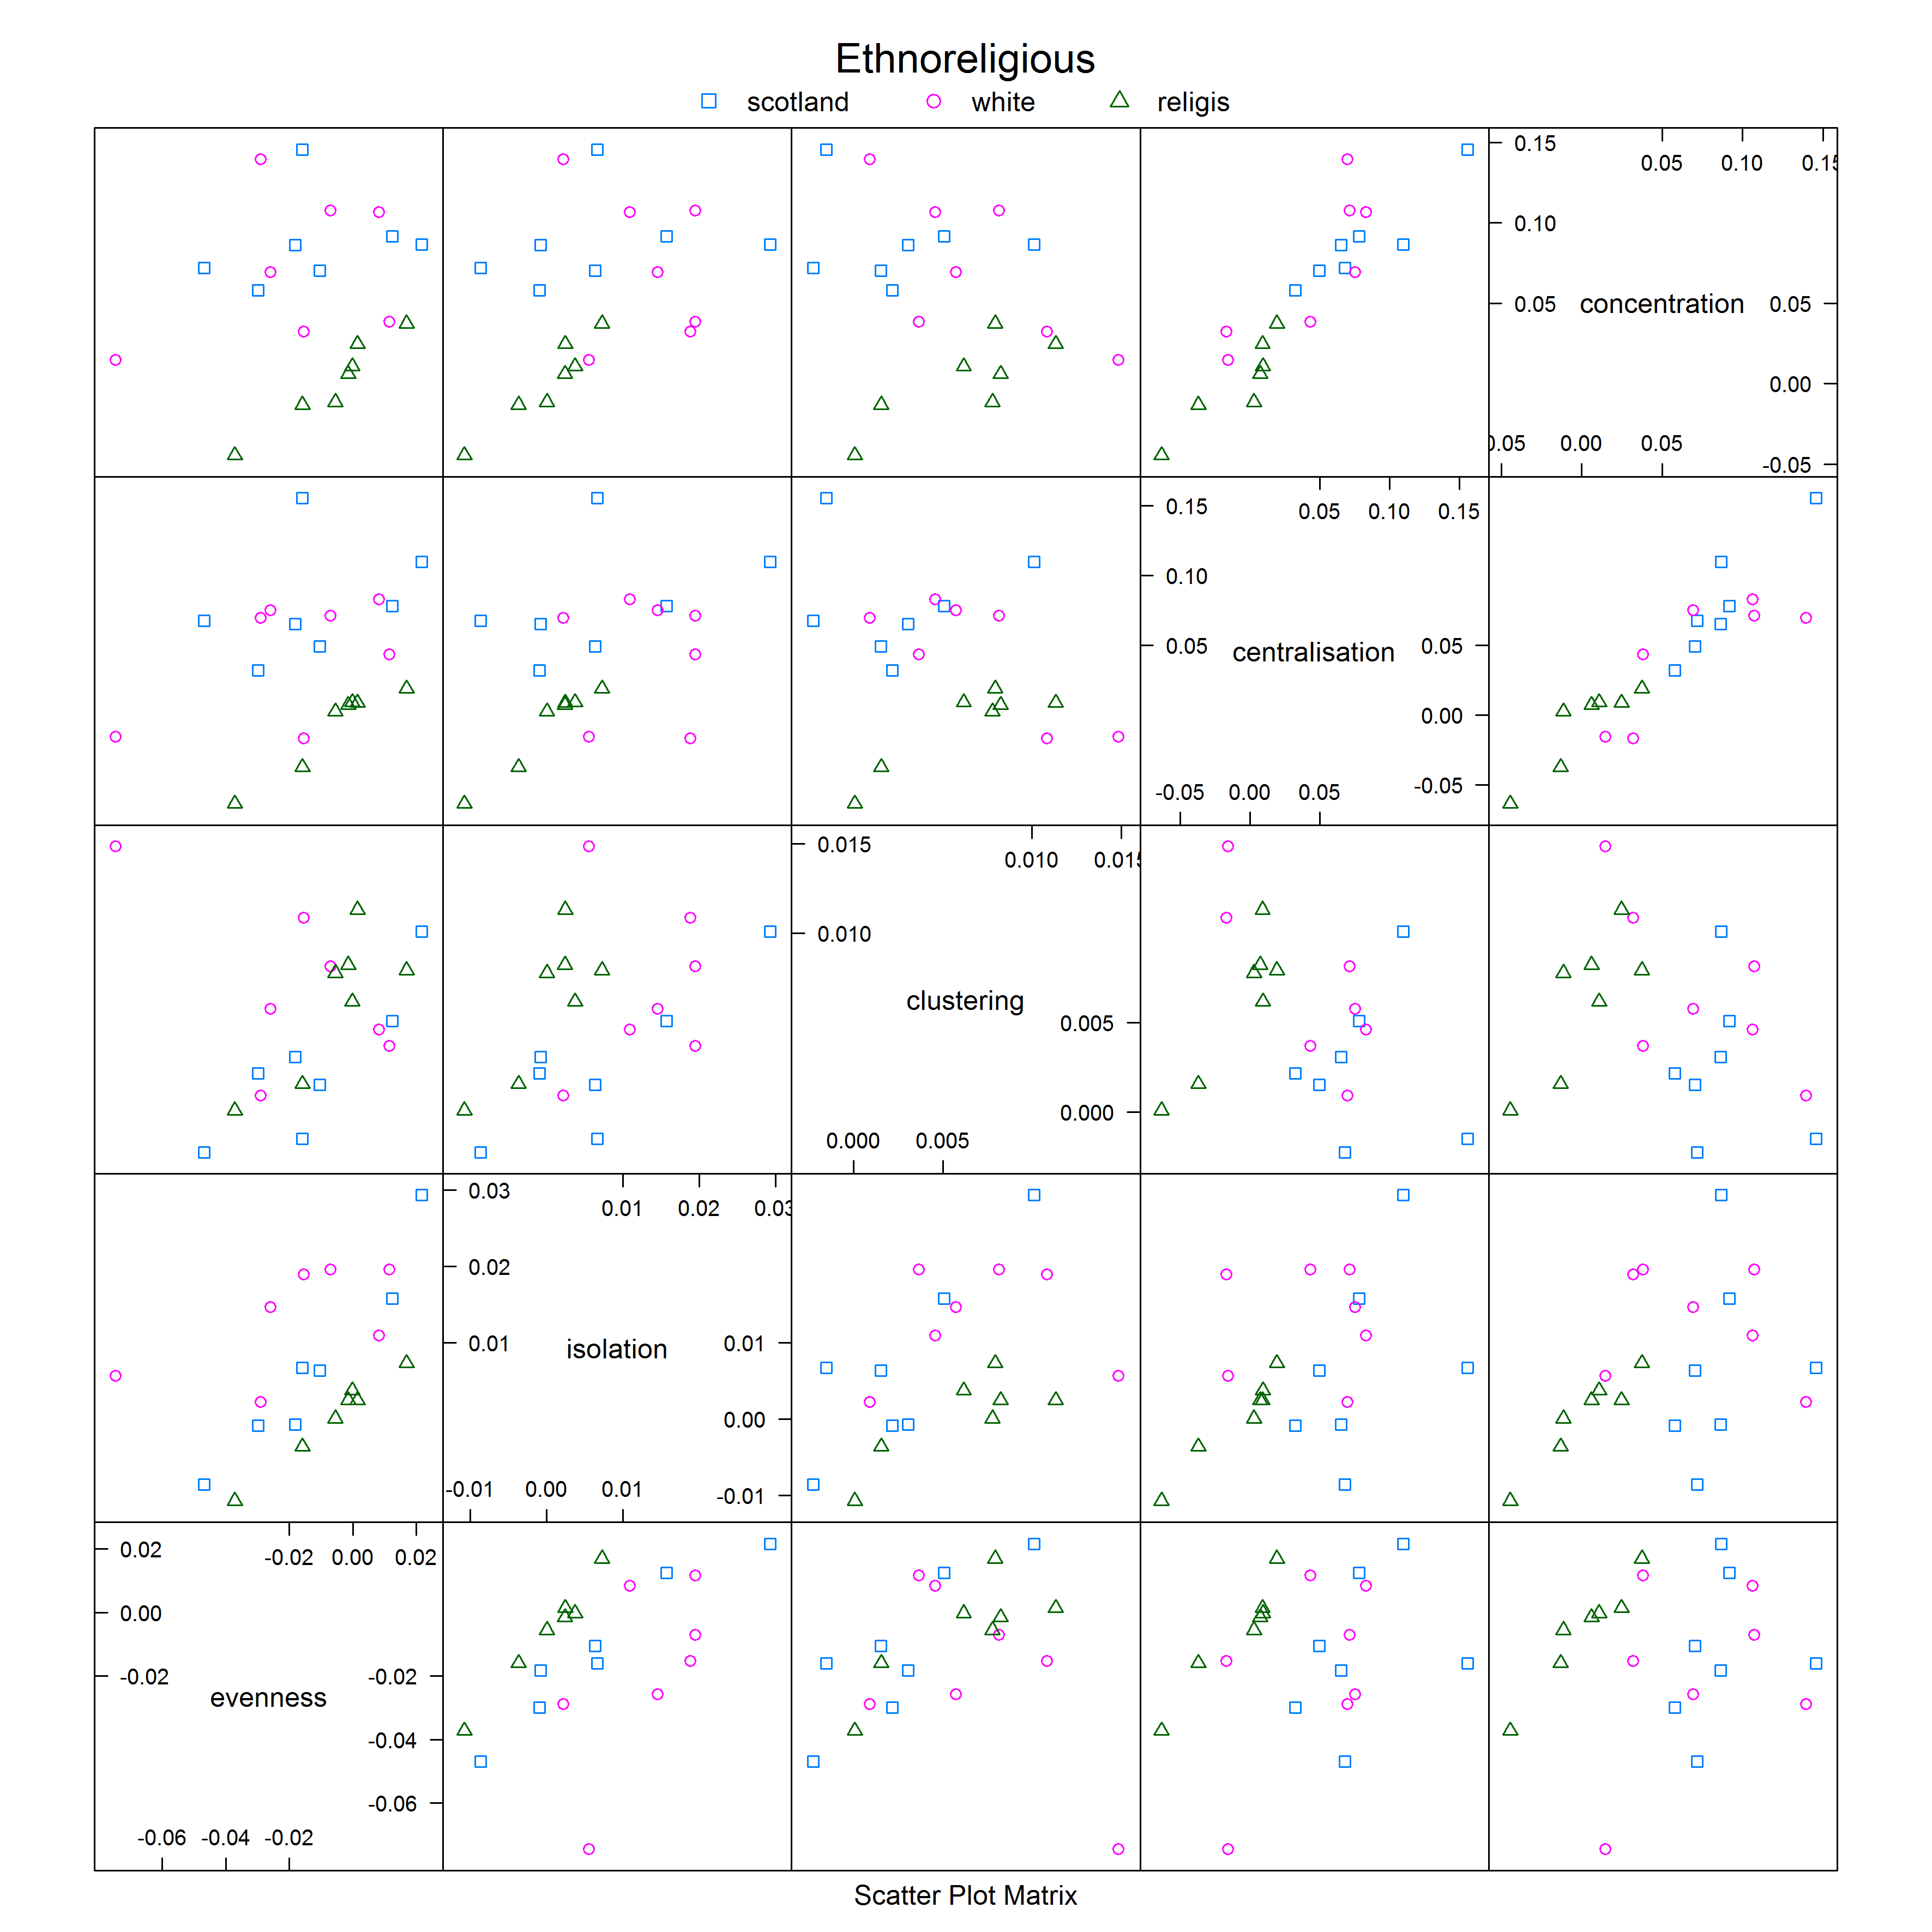 Ethnoreligious
scotland white religis
0.15 0.05 0.10 0.15
0.10
0.05 concentration 0.05
0.00
0.05 0.00 0.05 -0.05
0.15 0.05 0.10 0.15
0.10
0.05 centralisation 0.05
0.00
-0.05 0.00 0.05 -0.05
0.015 0.010 0.015
0.010
clustering 0.005
0.000
0.000 0.005
0.03 0.01 0.02 0.03
0.02
0.01 isolation 0.01
0.00
-0.01 0.00 0.01 -0.01
0.02 -0.02 0.00 0.02
0.00
-0.02 -0.02
evenness
-0.04
-0.06
-0.06 -0.04 -0.02
Scatter Plot Matrix